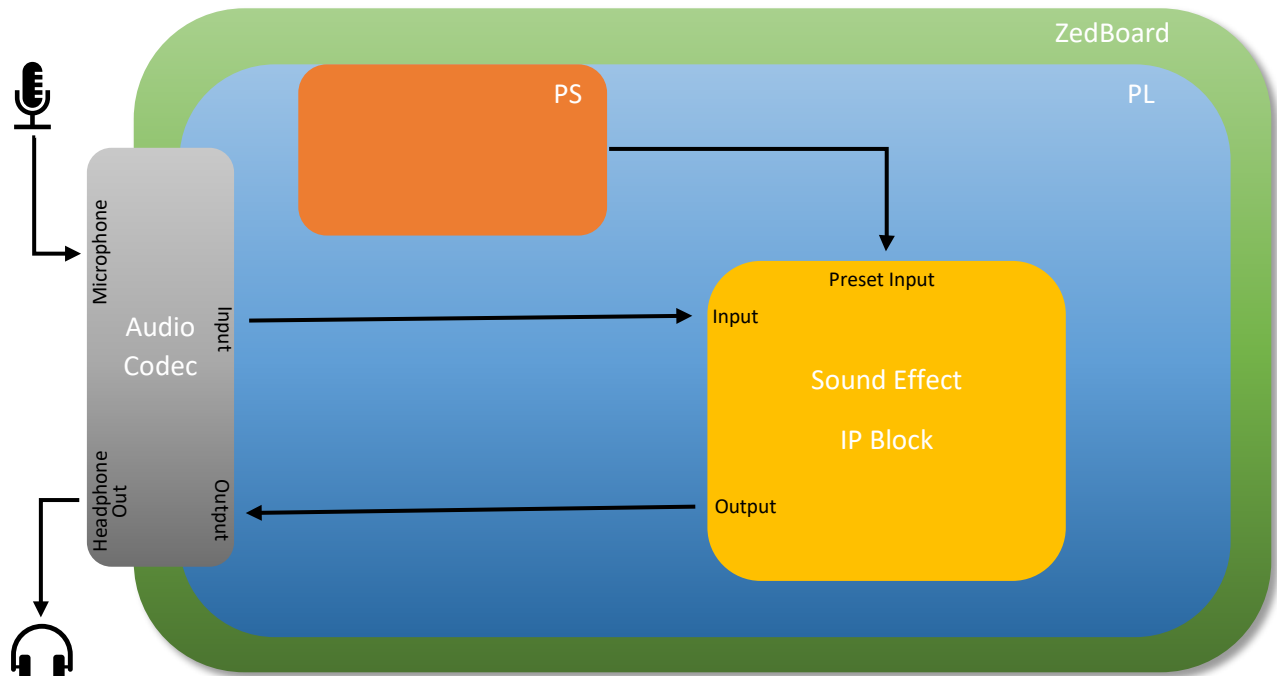 ZedBoard
PS
PL
Microphone
Audio
Codec
Input
Headphone
Out
Output
Preset Input
Input
Sound Effect
IP Block
Output